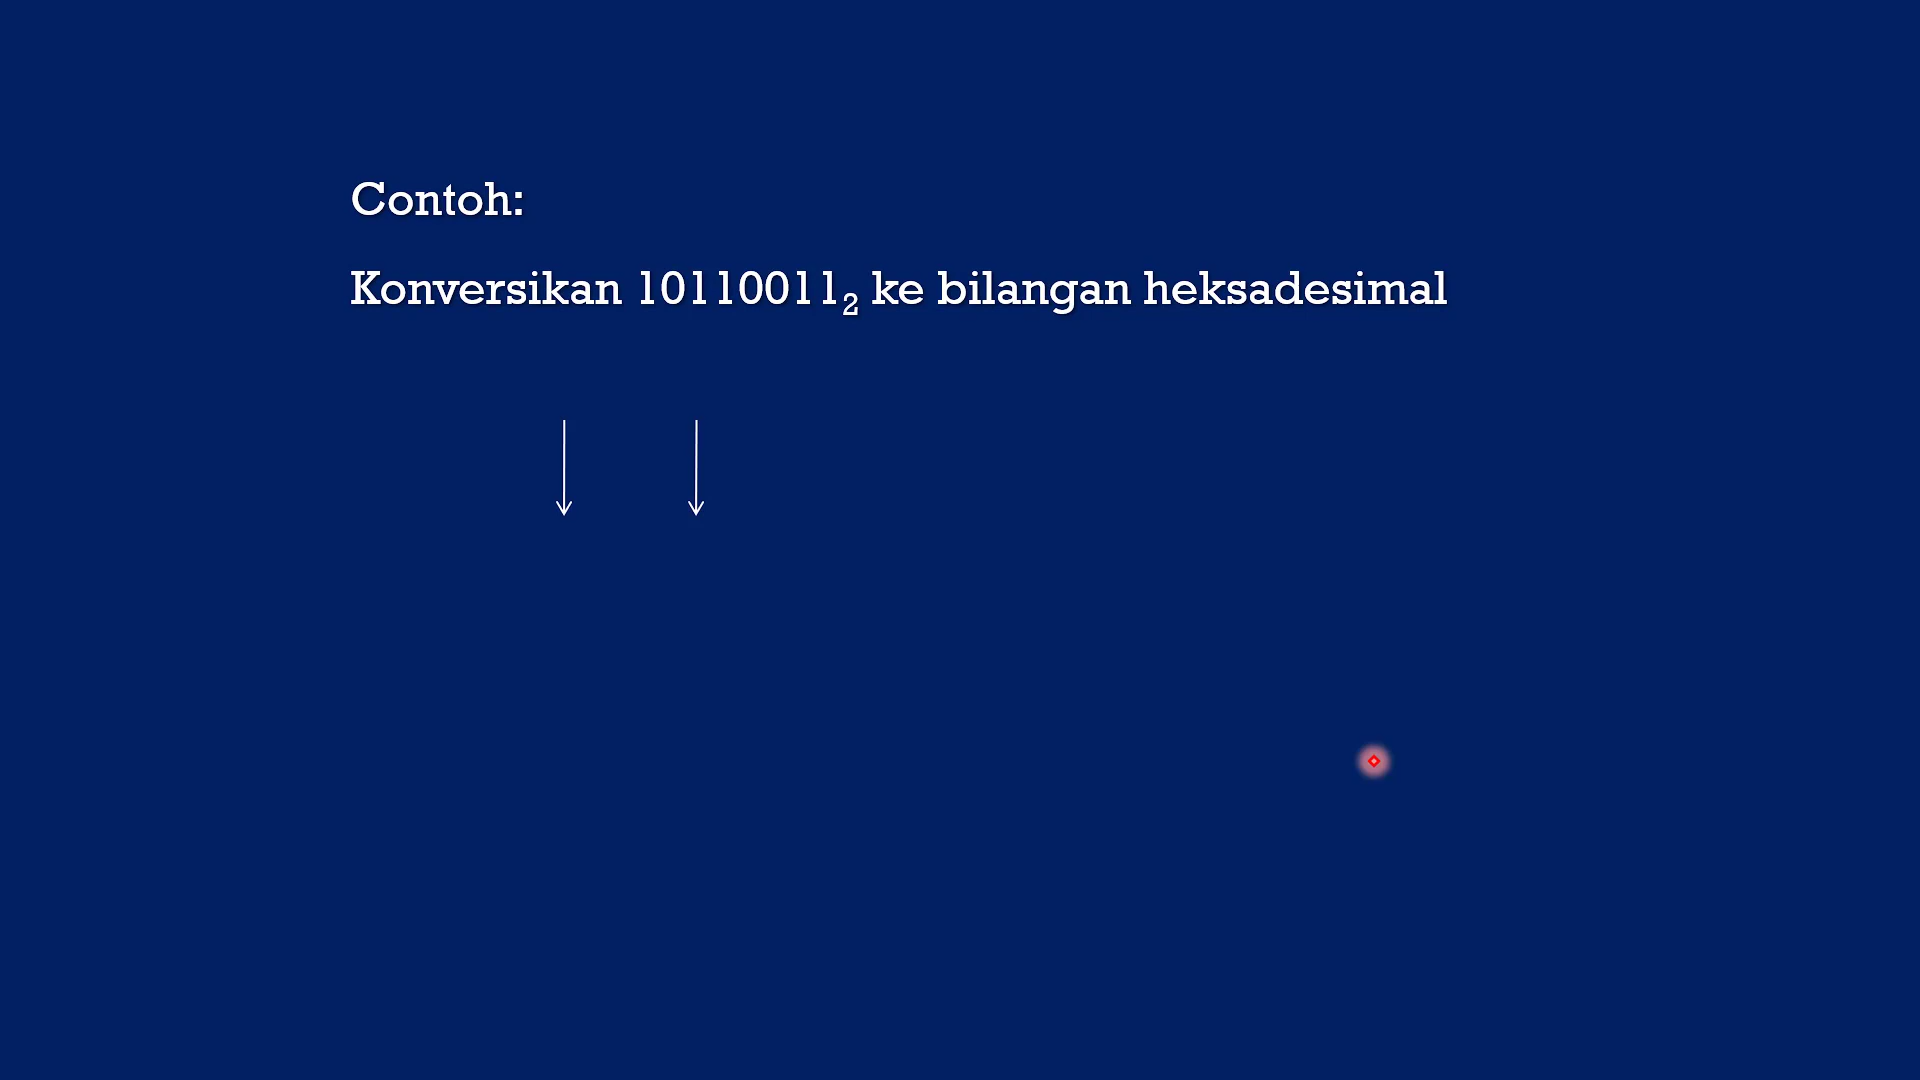 Contoh:
Konversikan 10110011₂ ke bilangan heksadesimal